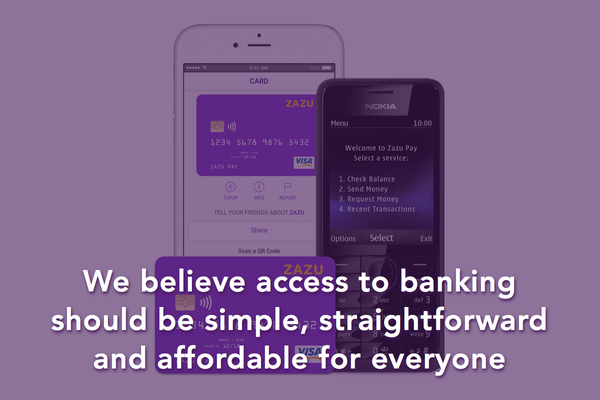 9:41 AM
CARD
ZAZU
1234 5678 9876 5432
ZAZU PAY
VISA
TOPUP INFO REPORT
TELL YOUR FRIENDS ABOUT ZAZU
Share
Scan a QR Code
NOKIA
Menu 10:00
Welcome to Zazu Pay
Select a service:
1. Check Balance
2. Send Money
3. Request Money
4. Recent Transactions
Options Select Exit
ZAZU
VISA
We believe access to banking
should be simple, straightforward
and affordable for everyone